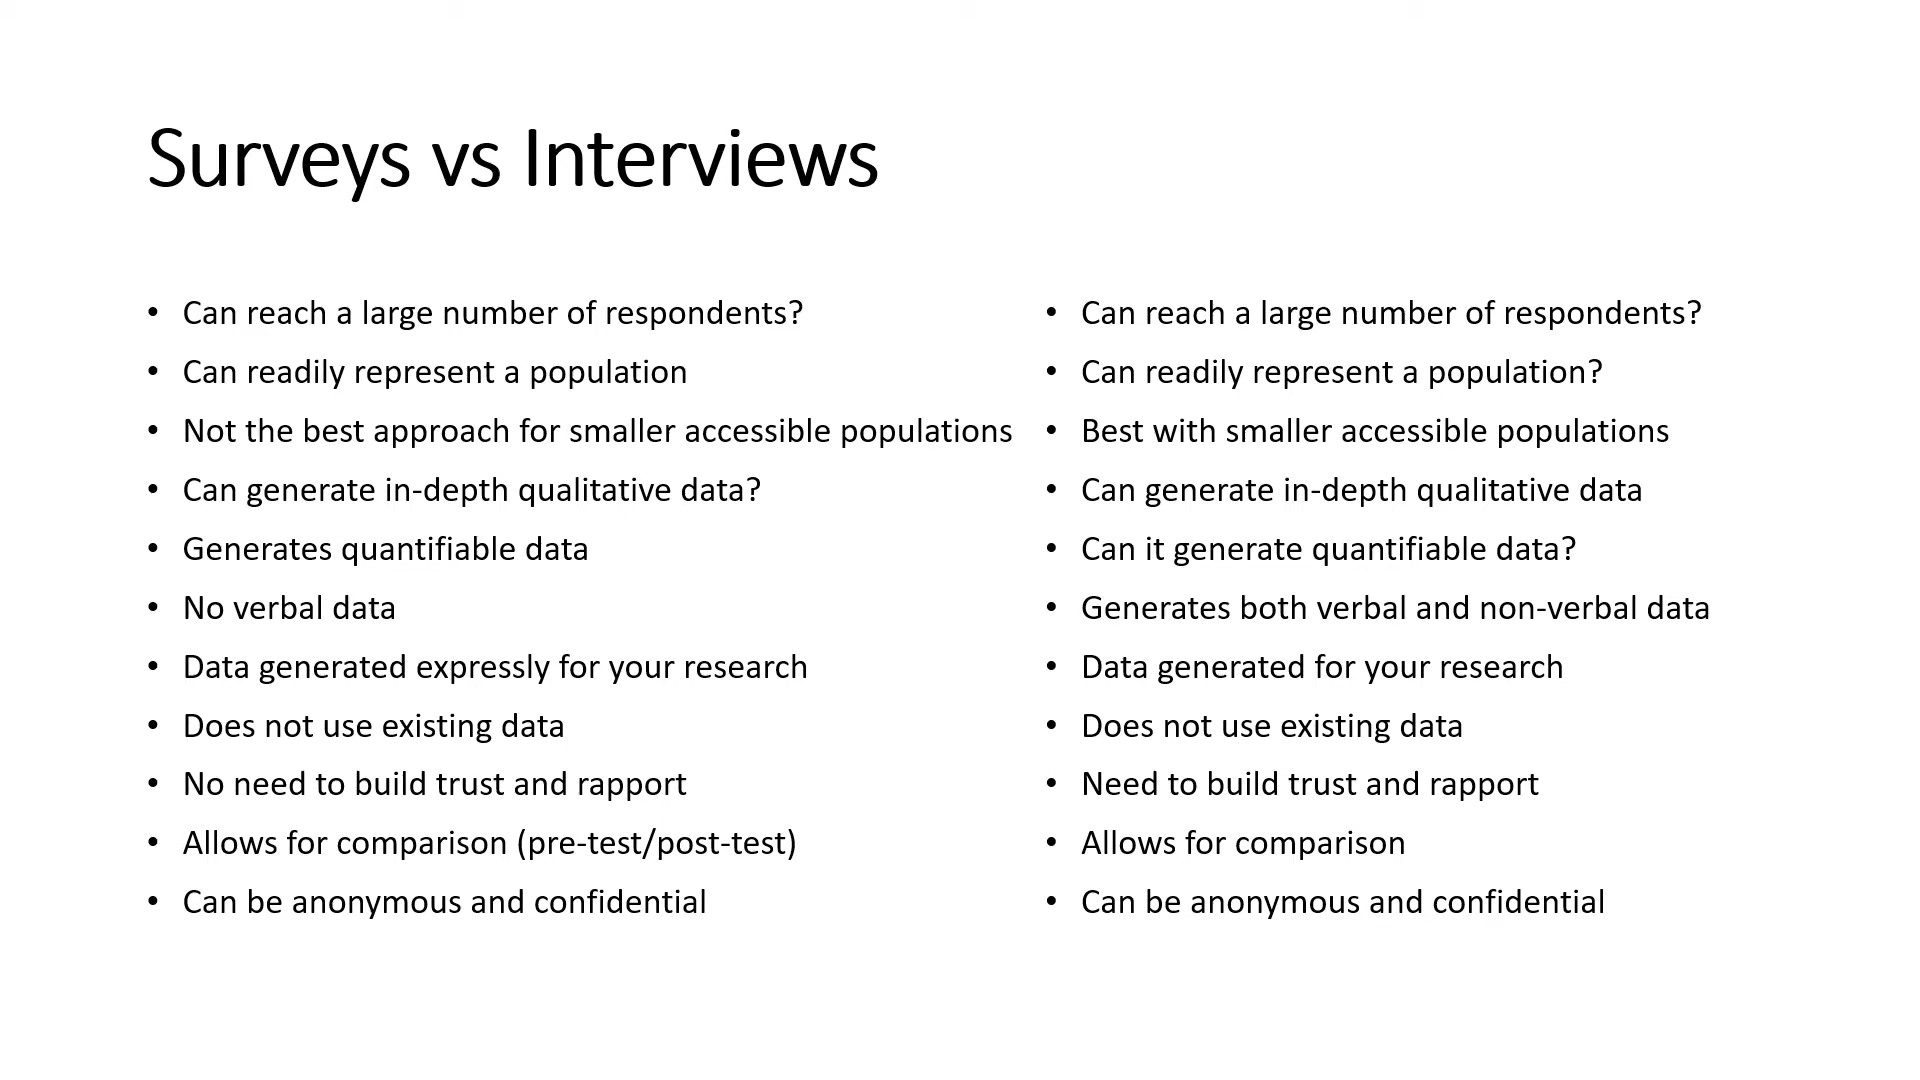 Surveys vs Interviews
• Can reach a large number of respondents?
• Can readily represent a population
• Not the best approach for smaller accessible populations
• Can generate in-depth qualitative data?
• Generates quantifiable data
• No verbal data
• Data generated expressly for your research
• Does not use existing data
• No need to build trust and rapport
• Allows for comparison (pre-test/post-test)
• Can be anonymous and confidential
• Can reach a large number of respondents?
• Can readily represent a population?
• Best with smaller accessible populations
• Can generate in-depth qualitative data
• Can it generate quantifiable data?
• Generates both verbal and non-verbal data
• Data generated for your research
• Does not use existing data
• Need to build trust and rapport
• Allows for comparison
• Can be anonymous and confidential